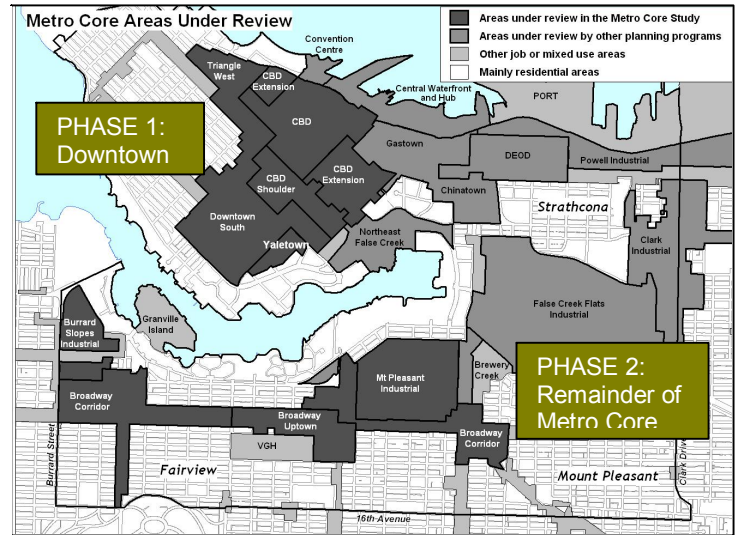 Metro Core Areas Under Review
Areas under review in the Metro Core Study
Areas under review by other planning programs
Other job or mixed use areas
Mainly residential areas
Convention
Centre
Triangle
West
CBD
Extension
Central Waterfront
and Hub
PORT
PHASE 1:
Downtown
CBD
Gastown
DEOD
Powell Industrial
CBD
Shoulder
CBD
Extension
Chinatown
Strathcona
Downtown
South
Yaletown
Northeast
False Creek
Clark
Industrial
Granville
Island
False Creek Flats
Industrial
Burrard
Slopes
Industrial
PHASE 2:
Remainder of
Metro Core
Mt Pleasant
Industrial
Brewery
Creek
Broadway
Corridor
Broadway
Uptown
Broadway
Corridor
VGH
Burrard Street
Fairview
Mount Pleasant
Clark Drive
16th Avenue